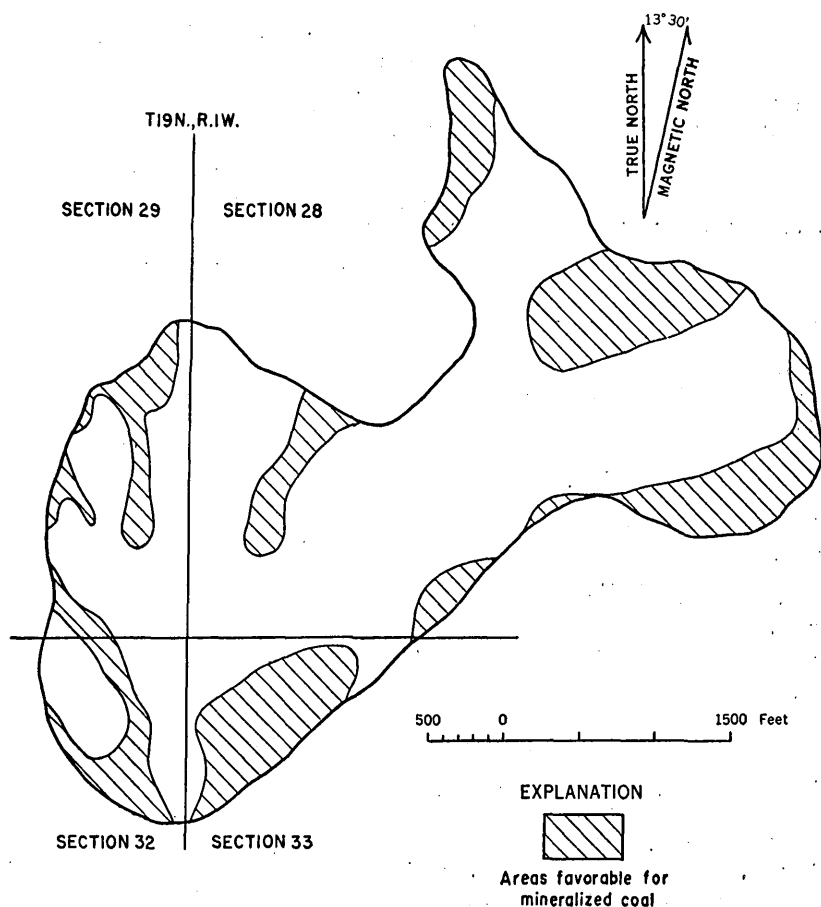 13° 30'
TRUE NORTH
MAGNETIC NORTH
T19N., R.1W.
SECTION 29
SECTION 28
500 0 1500 Feet
EXPLANATION
SECTION 32
SECTION 33
Areas favorable for
mineralized coal